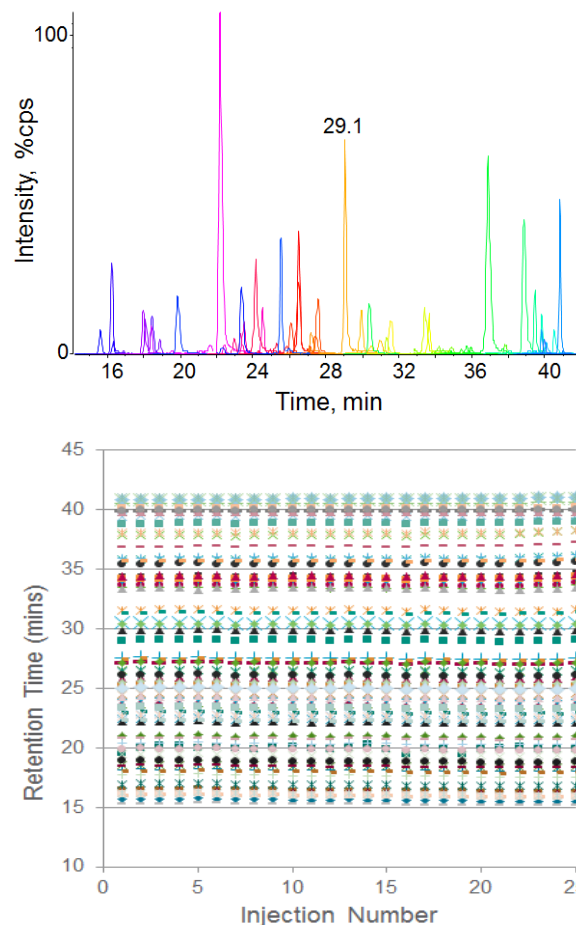 100
Intensity, %cps
29.1
0
16 20 24 28 32 36 40
Time, min
45
40
35
30
25
20
15
10
Retention Time (mins)
0 5 10 15 20 25
Injection Number